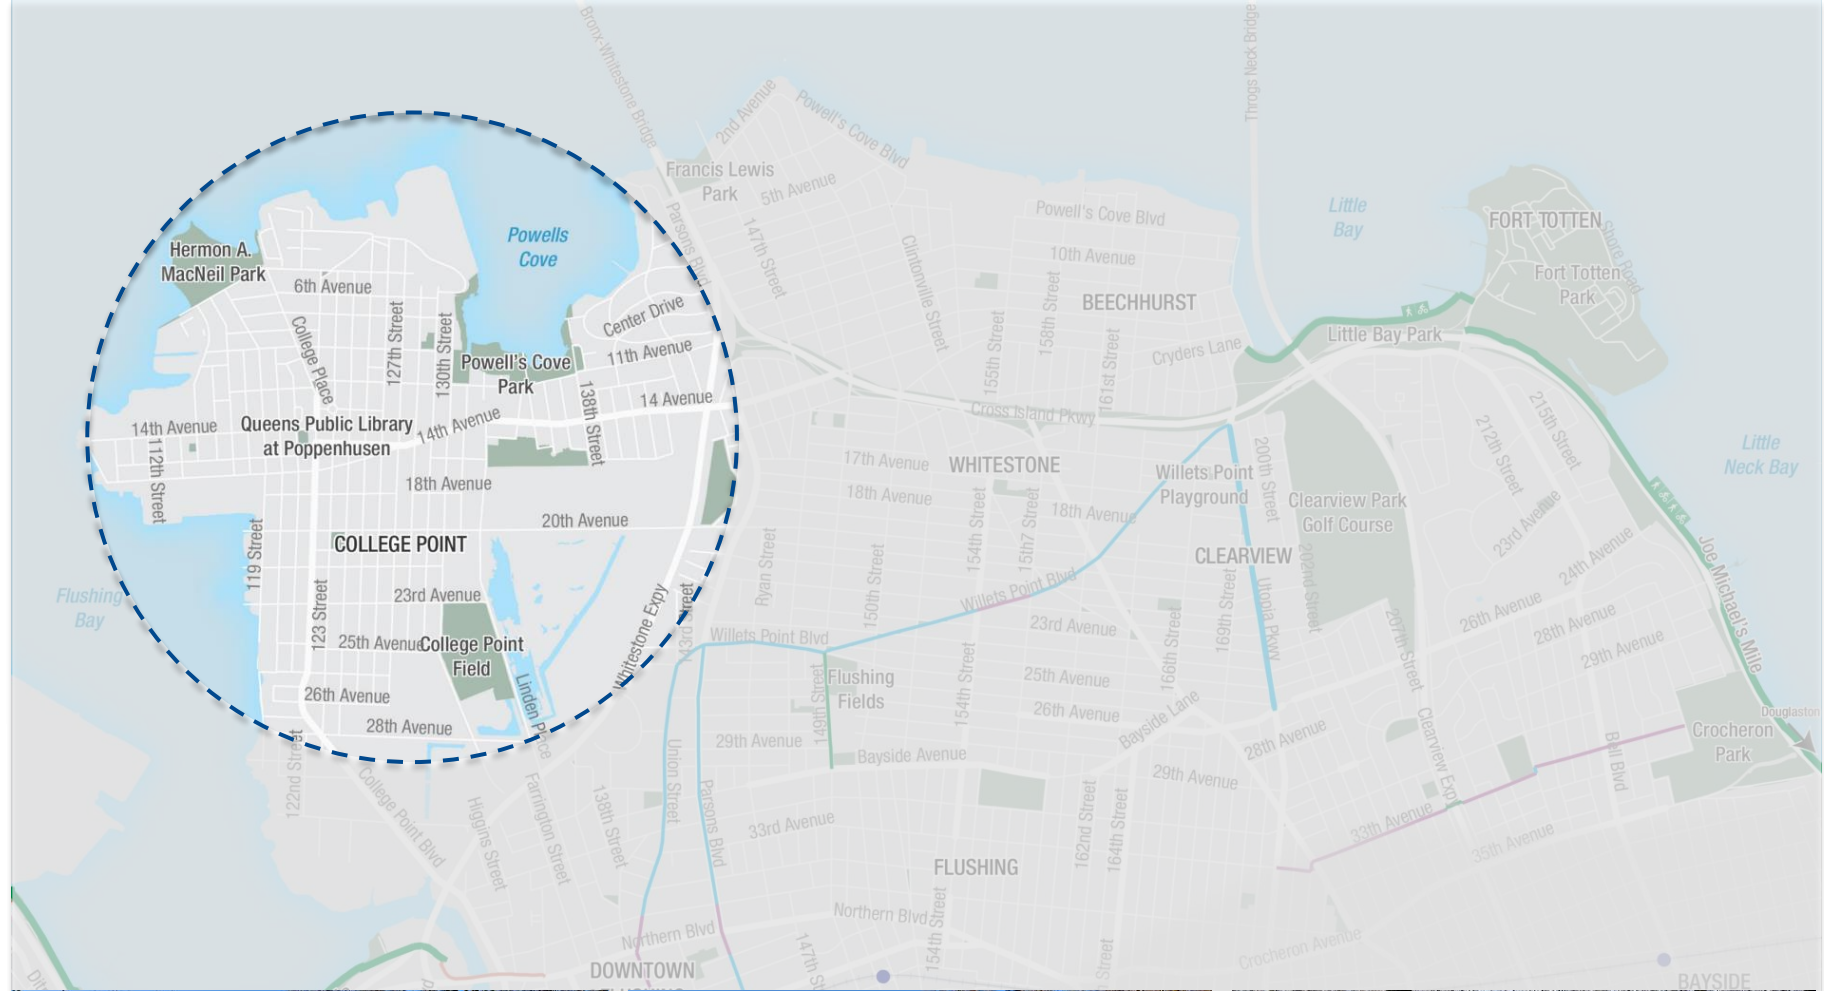 Bronx-Whitestone Bridge
Throgs Neck Bridge
2nd Avenue
Powell's Cove Blvd
Francis Lewis
Park
5th Avenue
Parsons Blvd
147th Street
Clintonville Street
Powell's Cove Blvd
10th Avenue
BEECHHURST
158th Street
155th Street
161st Street
Cryders Lane
Cross Island Pkwy
Little
Bay
FORT TOTTEN
Shore Road
Fort Totten
Park
Little Bay Park
Hermon A.
MacNeil Park
Powells
Cove
6th Avenue
College Place
127th Street
130th Street
Center Drive
11th Avenue
Powell's Cove
Park
138th Street
14 Avenue
14th Avenue
Queens Public Library
at Poppenhusen
14th Avenue
112th Street
18th Avenue
20th Avenue
COLLEGE POINT
119 Street
123 Street
23rd Avenue
25th Avenue
College Point
Field
26th Avenue
28th Avenue
Linden Place
Whitestone Expy
Flushing
Bay
122nd Street
College Point Blvd
17th Avenue
18th Avenue
WHITESTONE
154th Street
15th7 Street
18th Avenue
Willets Point
Playground
200th Street
Clearview Park
Golf Course
CLEARVIEW
202nd Street
212th Street
215th Street
23rd Avenue
24th Avenue
Little
Neck Bay
Joe Michael's Mile
Ryan Street
150th Street
Willets Point Blvd
Willets Point Blvd
23rd Avenue
169th Street
Utopia Pkwy
166th Street
207th Street
26th Avenue
28th Avenue
29th Avenue
149th Street
Flushing
Fields
154th Street
25th Avenue
26th Avenue
Bayside Lane
28th Avenue
29th Avenue
29th Avenue
Bayside Avenue
Union Street
Parsons Blvd
Clearview Exp
Bell Blvd
Douglaston
Crocheron
Park
Higgins Street
Farrington Street
138th Street
33rd Avenue
162nd Street
164th Street
33rd Avenue
35th Avenue
FLUSHING
Northern Blvd
Northern Blvd
154th Street
147th St
Street
Crocheron Avenue
DOWNTOWN
BAYSIDE